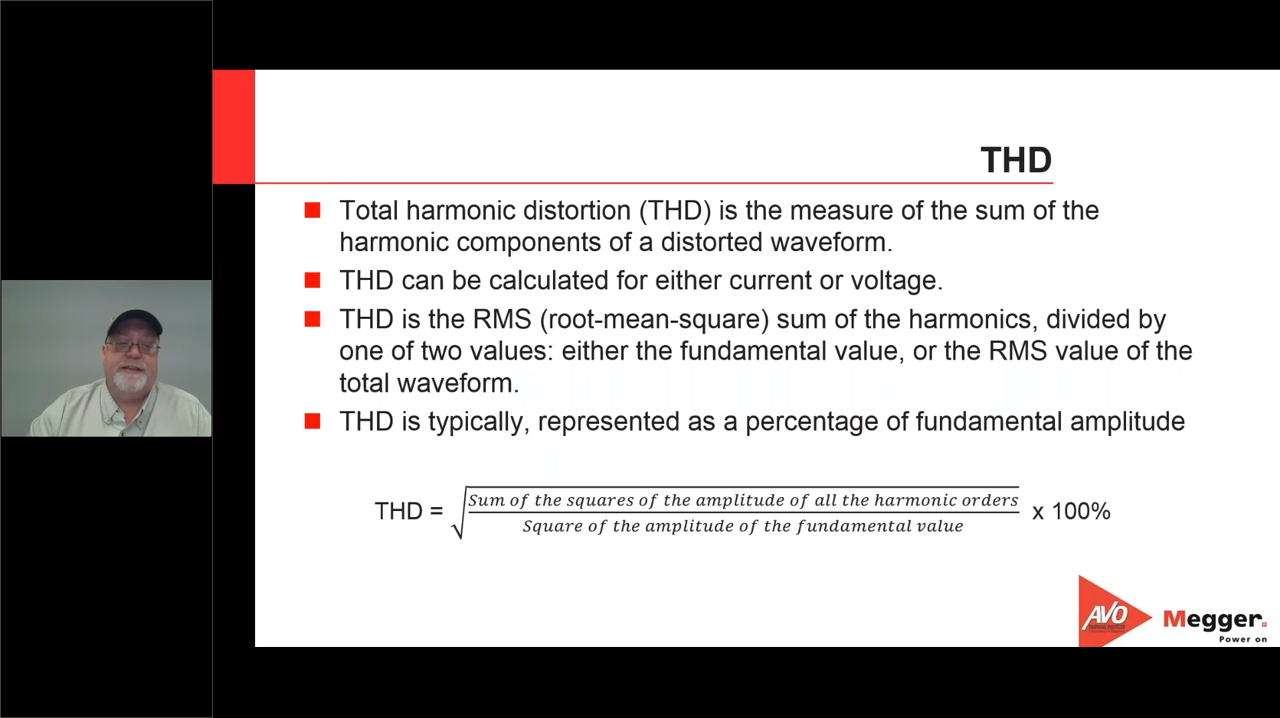 THD
Total harmonic distortion (THD) is the measure of the sum of the
harmonic components of a distorted waveform.
THD can be calculated for either current or voltage.
THD is the RMS (root-mean-square) sum of the harmonics, divided by
one of two values: either the fundamental value, or the RMS value of the
total waveform.
THD is typically, represented as a percentage of fundamental amplitude
THD = √ Sum of the squares of the amplitude of all the harmonic orders
Square of the amplitude of the fundamental value
x 100%
AVO
Megger.
Power on